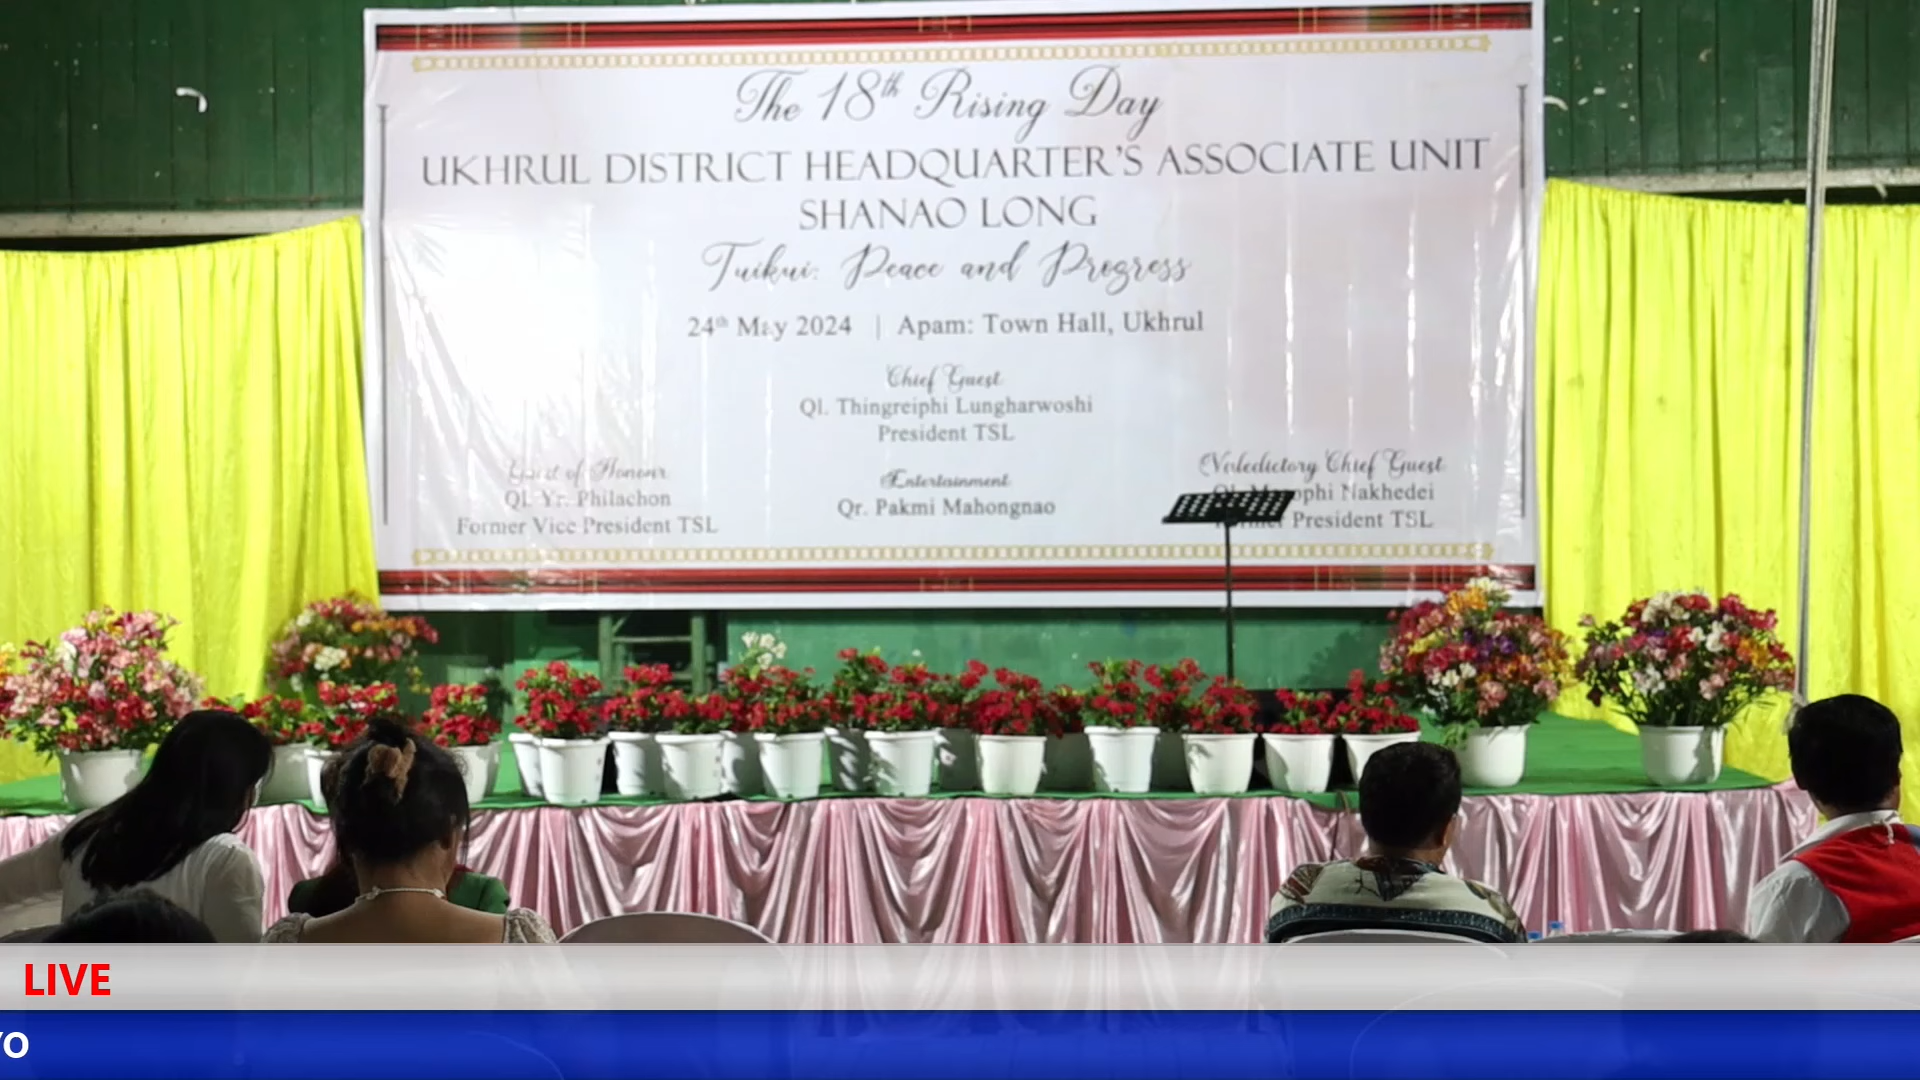 The 18th Rising Day
UKHRUL DISTRICT HEADQUARTER'S ASSOCIATE UNIT
SHANAO LONG
Tuikui: Peace and Progress
24th May 2024 | Apam: Town Hall, Ukhrul
Chief Guest
Ql. Thingreiphi Lungharwoshi
President TSL
Guest of Honour
Ql. Yr. Philachon
Former Vice President TSL
Entertainment
Qr. Pakmi Mahongnao
Valedictory Chief Guest
Nakhedei
President TSL
LIVE
YO